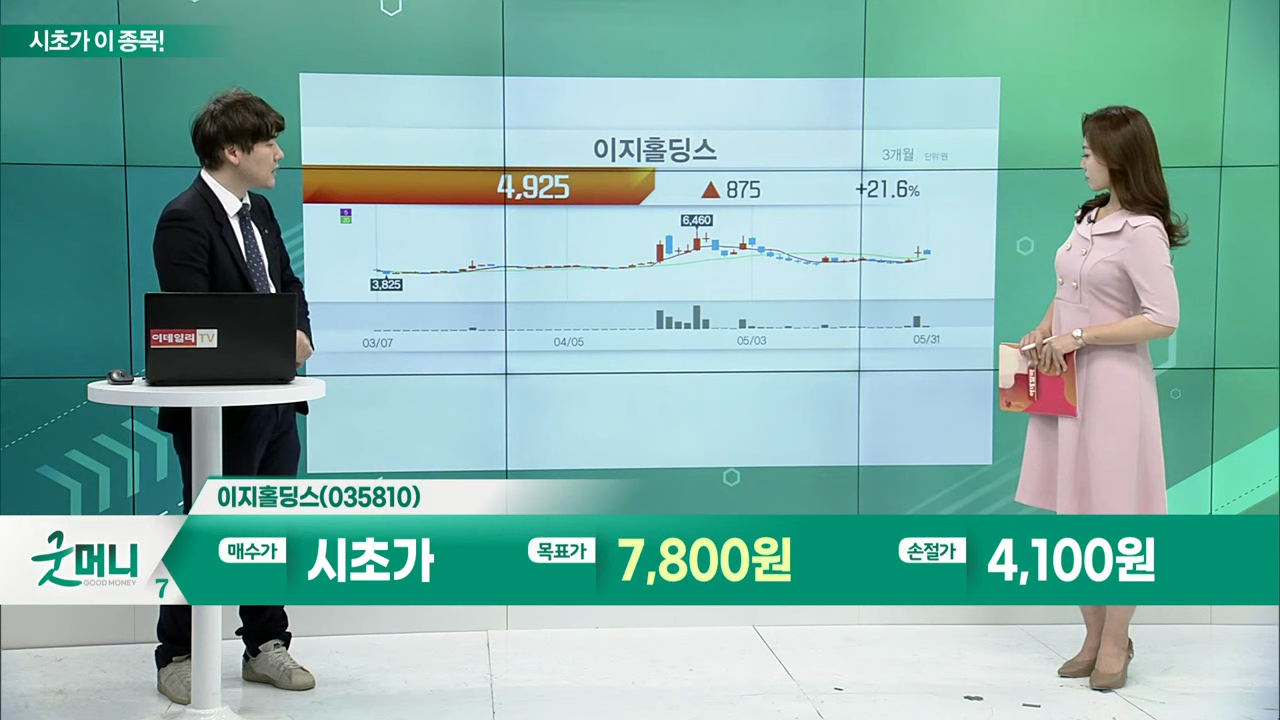 시초가 이 종목!
이지홀딩스
3개월 단위:원
4,925 ▲ 875 +21.6%
5
20
6,460
3,825
03/07 04/05 05/03 05/31
이데일리TV
이지홀딩스(035810)
굿머니
GOOD MONEY
7
매수가 시초가 목표가 7,800원 손절가 4,100원